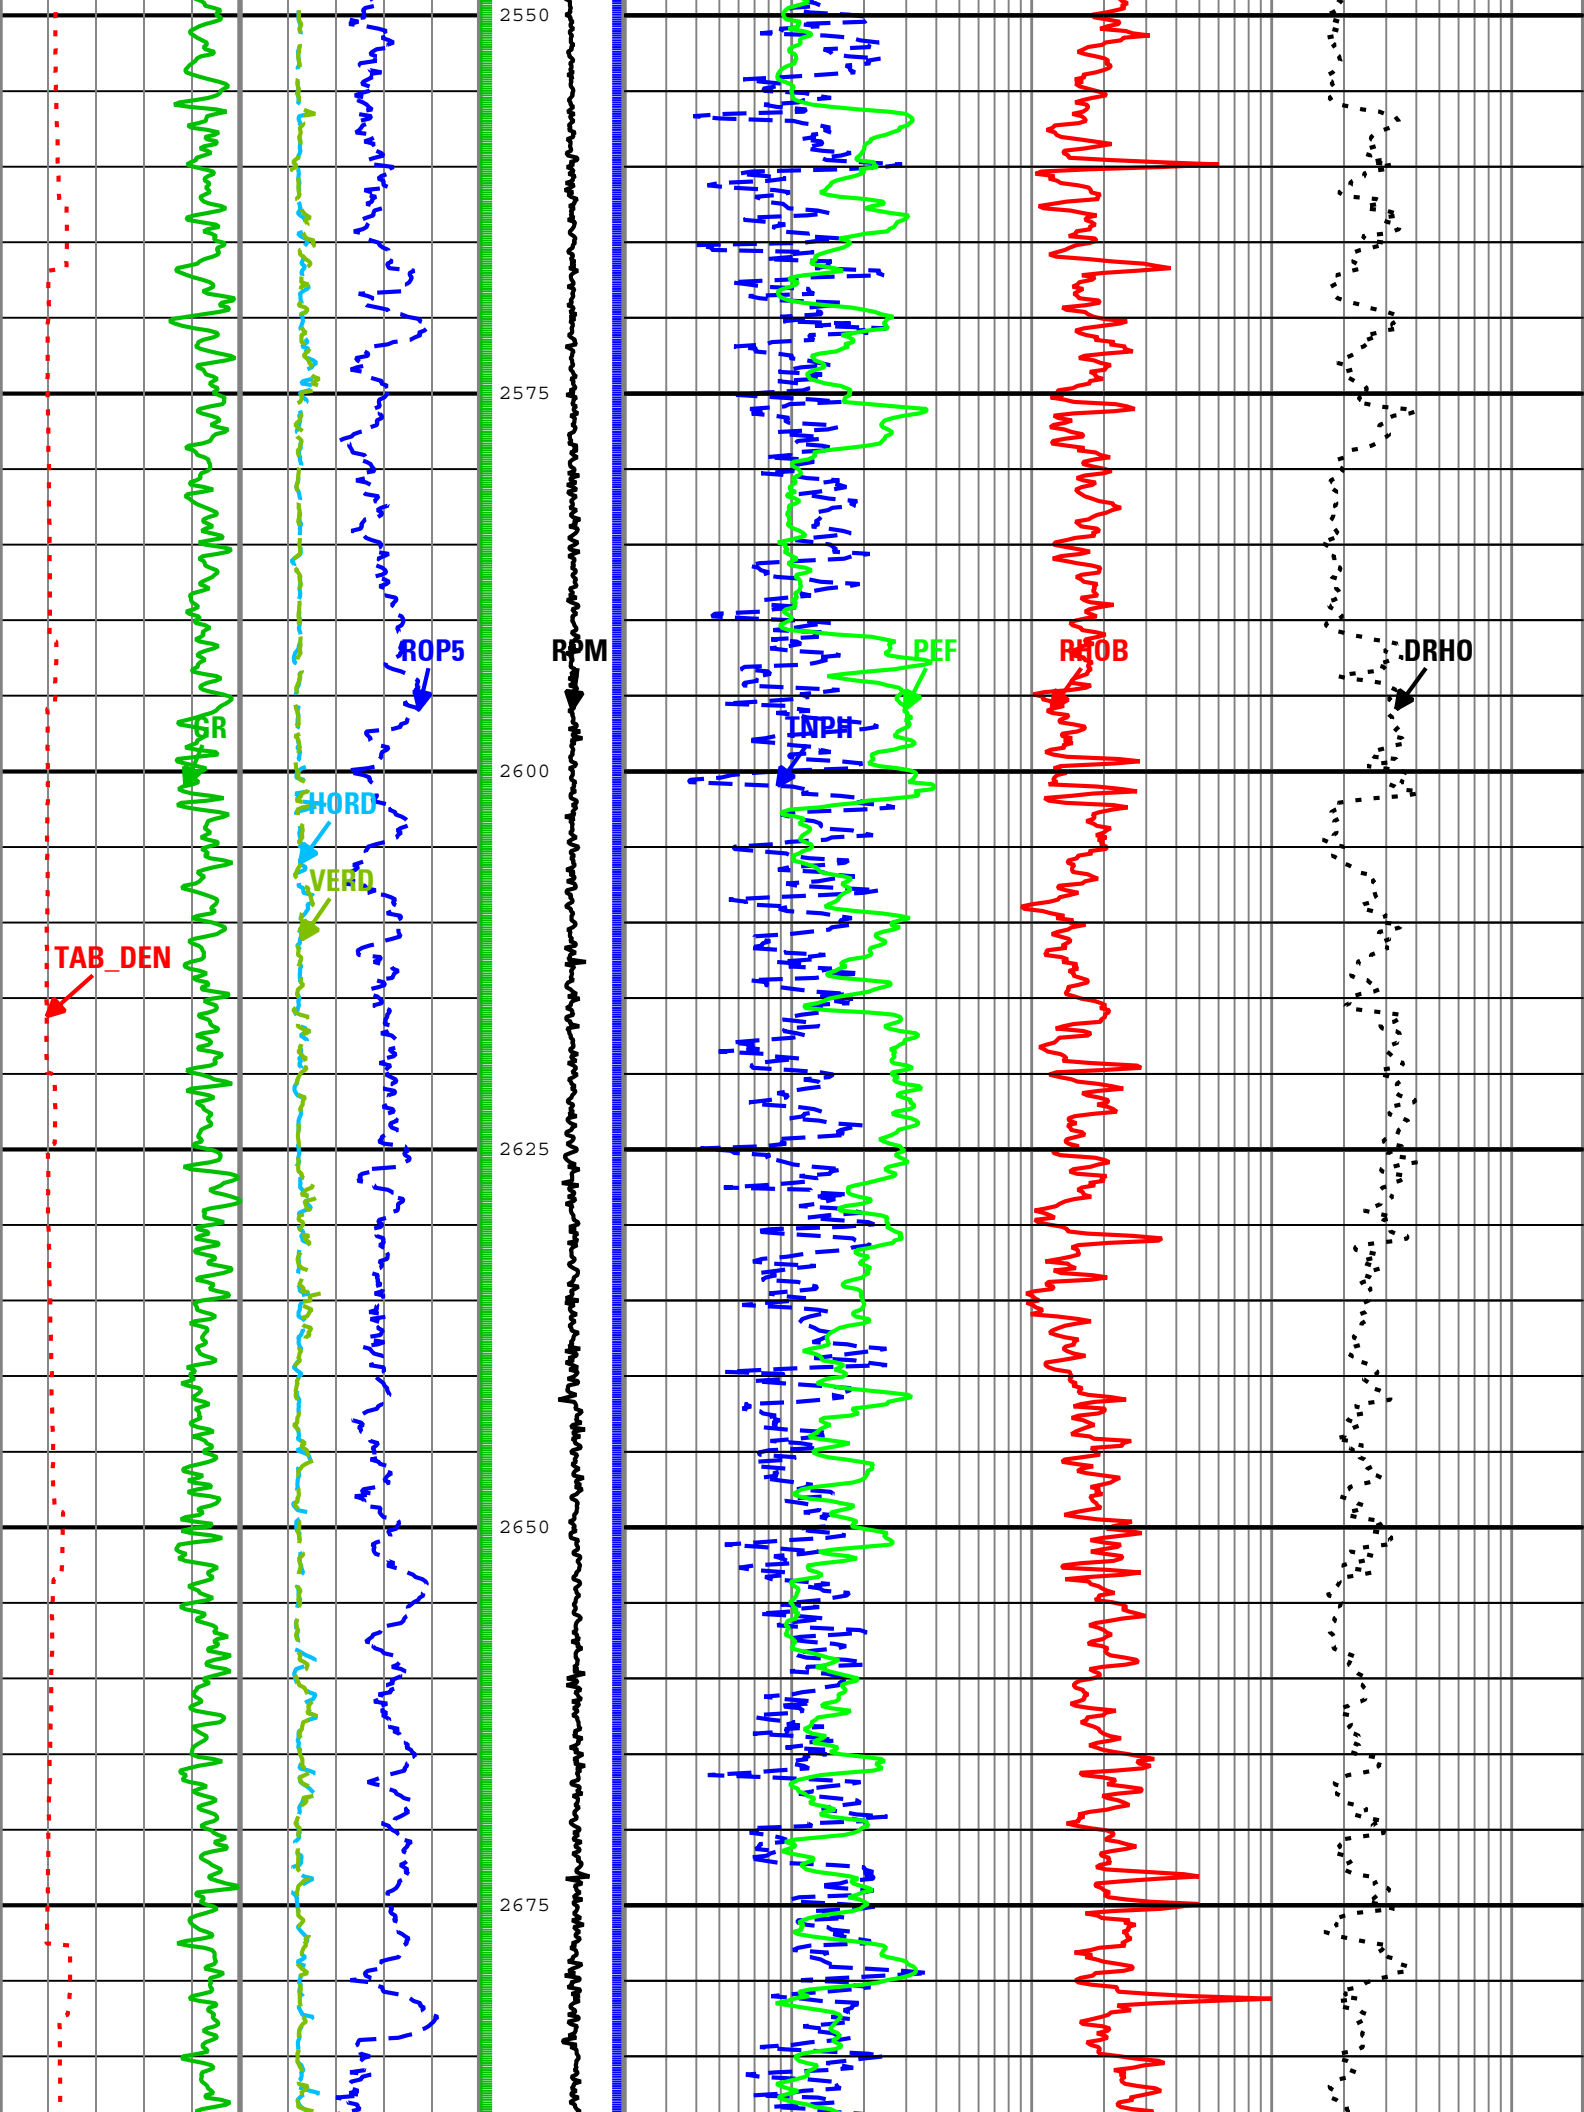 2550
2575
ROP5
RPM
PEF
RHOB
DRHO
GR
TNPH
2600
HORD
VERD
TAB_DEN
2625
2650
2675